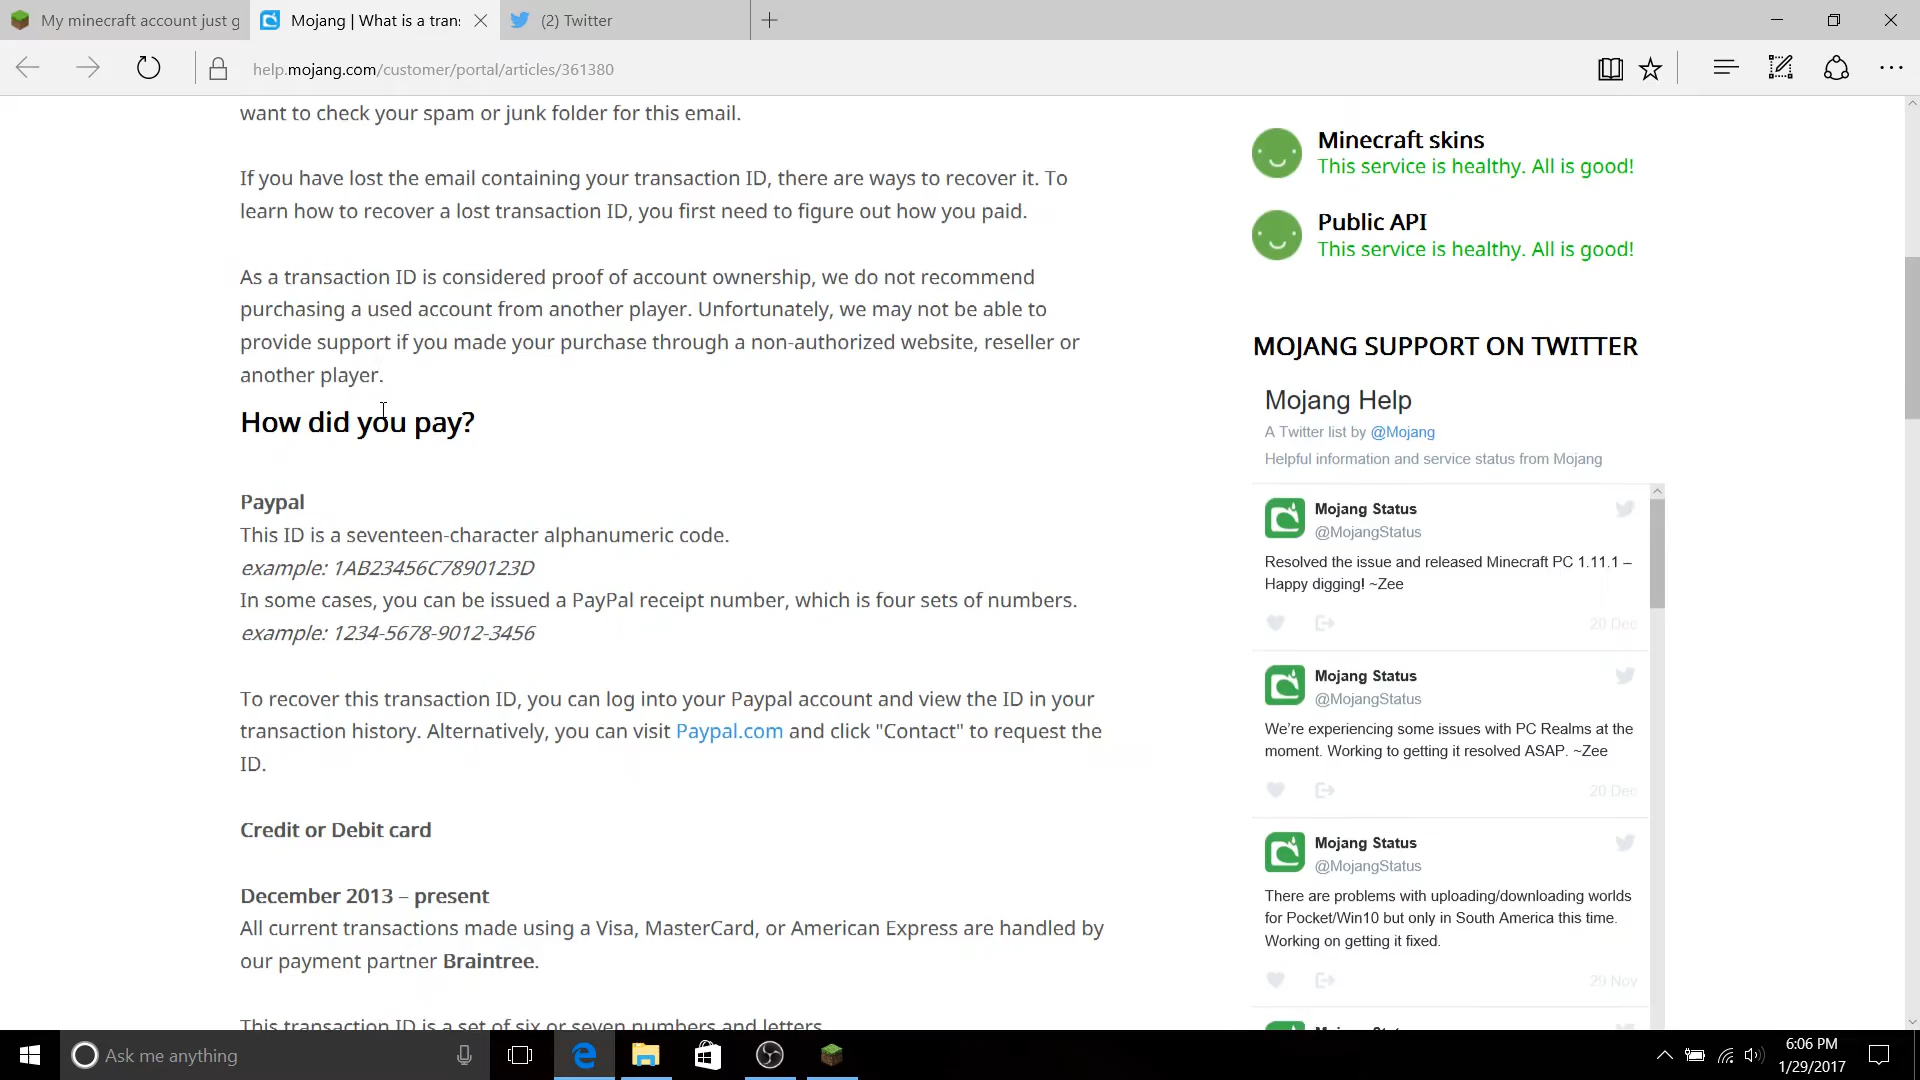 My minecraft account just g
Mojang | What is a tran
(2) Twitter
help.mojang.com/customer/portal/articles/361380
want to check your spam or junk folder for this email.
If you have lost the email containing your transaction ID, there are ways to recover it. To
learn how to recover a lost transaction ID, you first need to figure out how you paid.
As a transaction ID is considered proof of account ownership, we do not recommend
purchasing a used account from another player. Unfortunately, we may not be able to
provide support if you made your purchase through a non-authorized website, reseller or
another player.
How did you pay?
Paypal
This ID is a seventeen-character alphanumeric code.
example: 1AB23456C7890123D
In some cases, you can be issued a PayPal receipt number, which is four sets of numbers.
example: 1234-5678-9012-3456
To recover this transaction ID, you can log into your Paypal account and view the ID in your
transaction history. Alternatively, you can visit Paypal.com and click "Contact" to request the
ID.
Credit or Debit card
December 2013 – present
All current transactions made using a Visa, MasterCard, or American Express are handled by
our payment partner Braintree.
This transaction ID is a set of six or seven numbers and letters
Minecraft skins
This service is healthy. All is good!
Public API
This service is healthy. All is good!
MOJANG SUPPORT ON TWITTER
Mojang Help
A Twitter list by @Mojang
Helpful information and service status from Mojang
Mojang Status
@MojangStatus
Resolved the issue and released Minecraft PC 1.11.1 –
Happy digging! ~Zee
20 Dec
Mojang Status
@MojangStatus
We're experiencing some issues with PC Realms at the
moment. Working to getting it resolved ASAP. ~Zee
20 Dec
Mojang Status
@MojangStatus
There are problems with uploading/downloading worlds
for Pocket/Win10 but only in South America this time.
Working on getting it fixed.
29 Nov
Mojang Status
Ask me anything
6:06 PM
1/29/2017